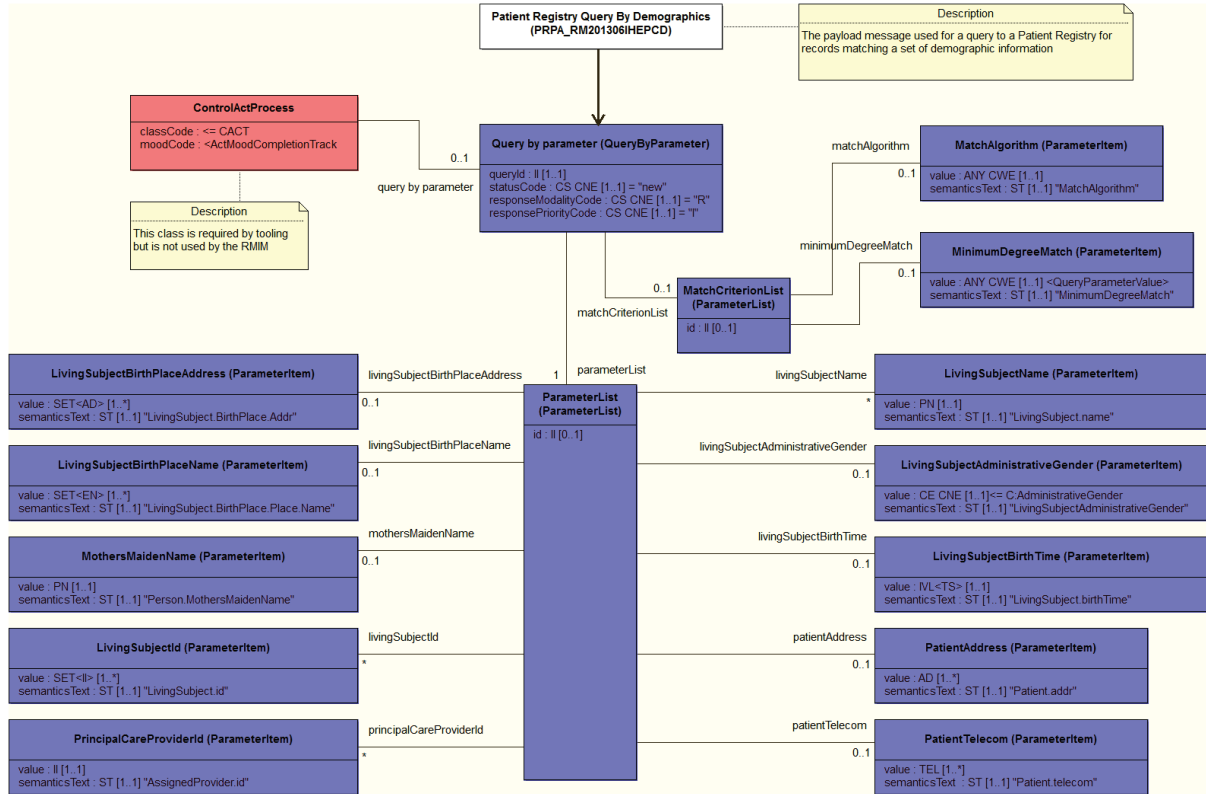 Patient Registry Query By Demographics
(PRPA_RM201306IHEPCD)
Description
The payload message used for a query to a Patient Registry for
records matching a set of demographic information
ControlActProcess
classCode : <= CACT
moodCode : <ActMoodCompletionTrack
0..1
query by parameter
Description
This class is required by tooling
but is not used by the RMIM
Query by parameter (QueryByParameter)
queryId : II [1..1]
statusCode : CS CNE [1..1] = "new"
responseModalityCode : CS CNE [1..1] = "R"
responsePriorityCode : CS CNE [1..1] = "I"
matchAlgorithm
0..1
MatchAlgorithm (ParameterItem)
value : ANY CWE [1..1]
semanticsText : ST [1..1] "MatchAlgorithm"
minimumDegreeMatch
0..1
MinimumDegreeMatch (ParameterItem)
value : ANY CWE [1..1] <QueryParameterValue>
semanticsText : ST [1..1] "MinimumDegreeMatch"
0..1
matchCriterionList
MatchCriterionList
(ParameterList)
id : II [0..1]
1
parameterList
ParameterList
(ParameterList)
id : II [0..1]
LivingSubjectBirthPlaceAddress (ParameterItem)
value : SET<AD> [1..*]
semanticsText : ST [1..1] "LivingSubject.BirthPlace.Addr"
livingSubjectBirthPlaceAddress
0..1
LivingSubjectBirthPlaceName (ParameterItem)
value : SET<EN> [1..*]
semanticsText : ST [1..1] "LivingSubject.BirthPlace.Place.Name"
livingSubjectBirthPlaceName
0..1
MothersMaidenName (ParameterItem)
value : PN [1..1]
semanticsText : ST [1..1] "Person.MothersMaidenName"
mothersMaidenName
0..1
LivingSubjectId (ParameterItem)
value : SET<II> [1..*]
semanticsText : ST [1..1] "LivingSubject.id"
livingSubjectId
*
PrincipalCareProviderId (ParameterItem)
value : II [1..1]
semanticsText : ST [1..1] "AssignedProvider.id"
principalCareProviderId
*
livingSubjectName
*
LivingSubjectName (ParameterItem)
value : PN [1..1]
semanticsText : ST [1..1] "LivingSubject.name"
livingSubjectAdministrativeGender
0..1
LivingSubjectAdministrativeGender (ParameterItem)
value : CE CNE [1..1]<= C:AdministrativeGender
semanticsText : ST [1..1] "LivingSubjectAdministrativeGender"
livingSubjectBirthTime
0..1
LivingSubjectBirthTime (ParameterItem)
value : IVL<TS> [1..1]
semanticsText : ST [1..1] "LivingSubject.birthTime"
patientAddress
0..1
PatientAddress (ParameterItem)
value : AD [1..*]
semanticsText : ST [1..1] "Patient.addr"
patientTelecom
0..1
PatientTelecom (ParameterItem)
value : TEL [1..*]
semanticsText : ST [1..1] "Patient.telecom"